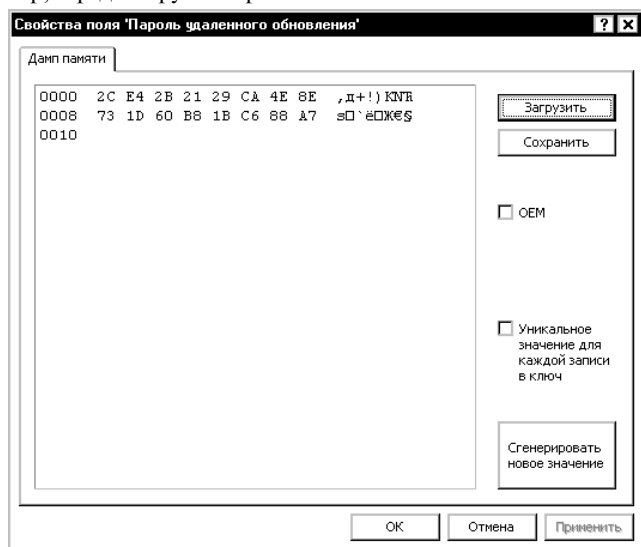 Свойства поля 'Пароль удаленного обновления'
Дамп памяти
0000 2C E4 2B 21 29 CA 4E 8E ,д+!)КNЋ
0008 73 1D 60 B8 1B C6 88 A7 s□`ё□Ж€§
0010
Загрузить
Сохранить
OEM
Уникальное
значение для
каждой записи
в ключ
Сгенерировать
новое значение
ОК
Отмена
Применить